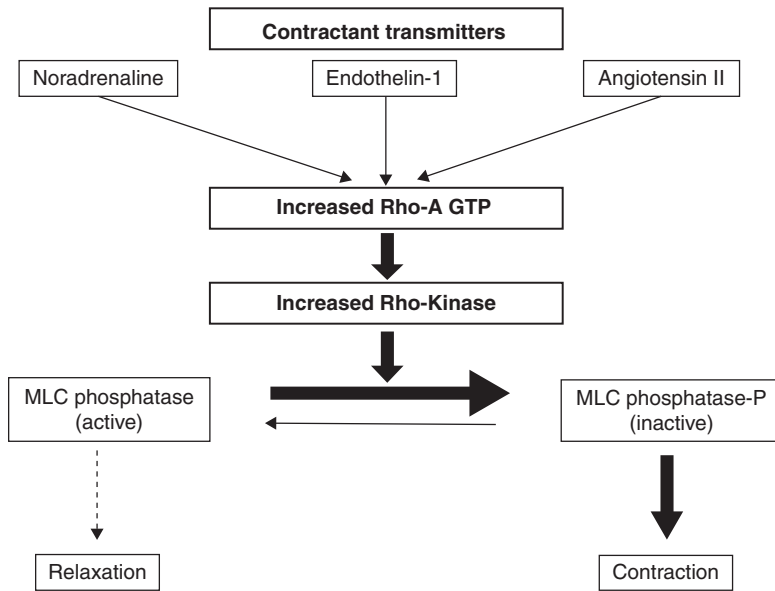 Contractant transmitters
Noradrenaline
Endothelin-1
Angiotensin II
Increased Rho-A GTP
Increased Rho-Kinase
MLC phosphatase
(active)
MLC phosphatase-P
(inactive)
Relaxation
Contraction